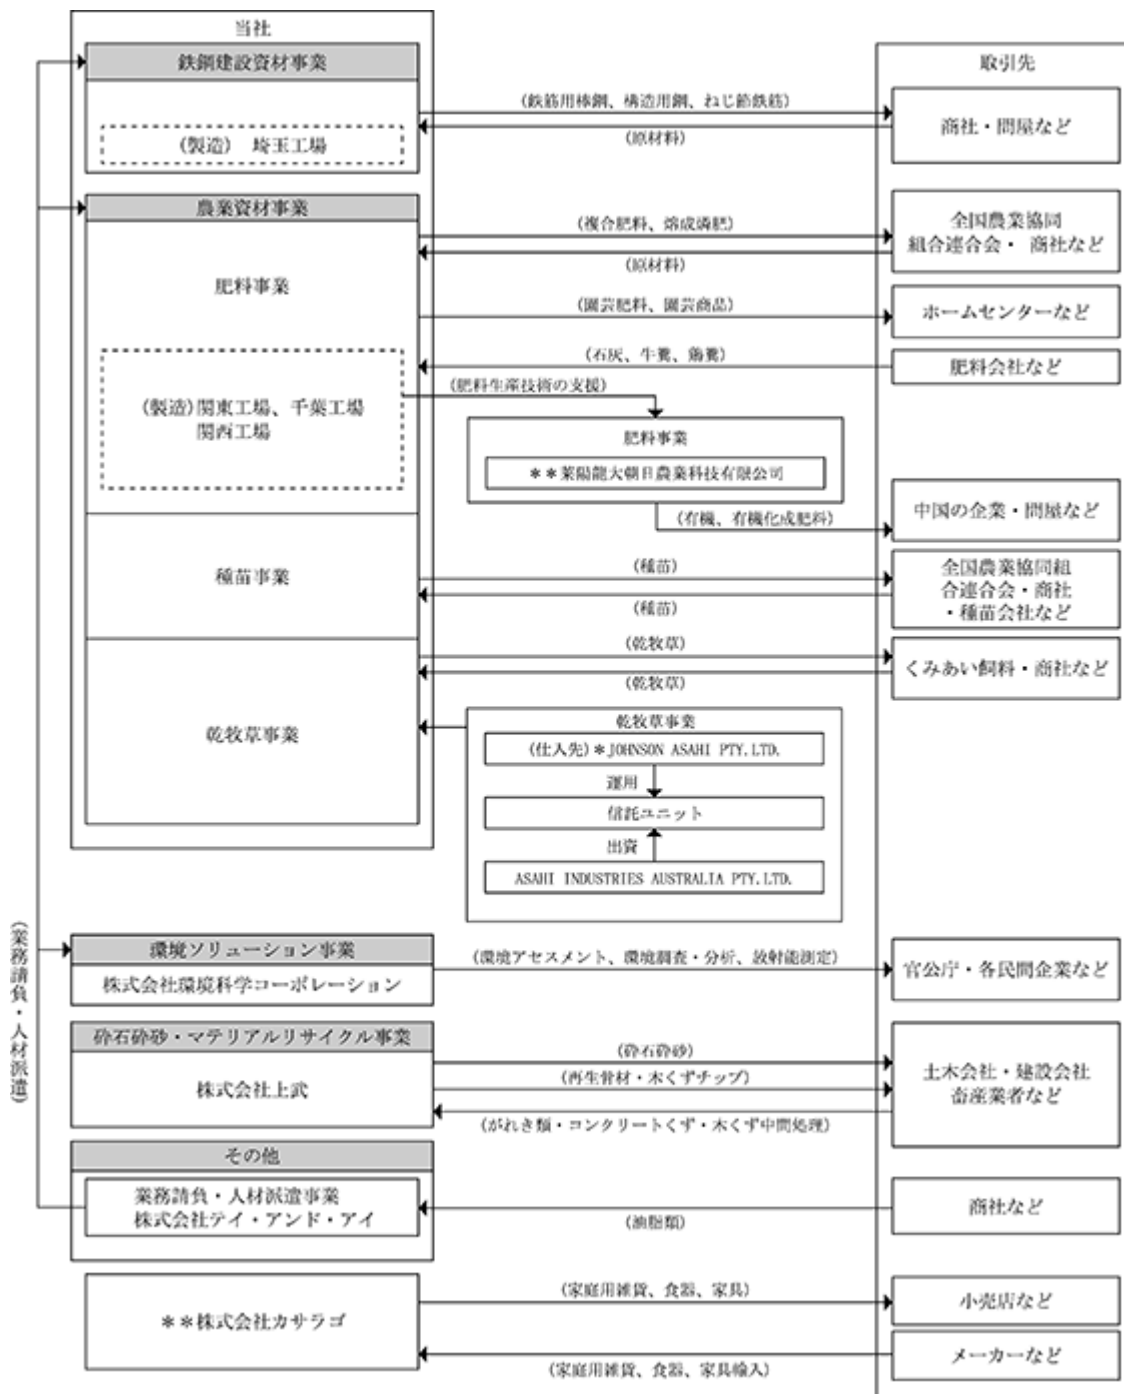 当社
鉄鋼建設資材事業
(製造) 埼玉工場
農業資材事業
肥料事業
(製造)関東工場、千葉工場
関西工場
種苗事業
乾牧草事業
(鉄筋用棒鋼、構造用鋼、ねじ節鉄筋)
(原材料)
(複合肥料、熔成燐肥)
(原材料)
(園芸肥料、園芸商品)
(石灰、牛糞、鶏糞)
(肥料生産技術の支援)
肥料事業
**莱陽龍大朝日農業科技有限公司
(有機、有機化成肥料)
(種苗)
(種苗)
(乾牧草)
(乾牧草)
乾牧草事業
(仕入先)*JOHNSON ASAHI PTY.LTD.
運用
信託ユニット
出資
ASAHI INDUSTRIES AUSTRALIA PTY.LTD.
取引先
商社・問屋など
全国農業協同
組合連合会・ 商社など
ホームセンターなど
肥料会社など
中国の企業・問屋など
全国農業協同組
合連合会・商社
・種苗会社など
くみあい飼料・商社など
(業務請負・人材派遣)
環境ソリューション事業
株式会社環境科学コーポレーション
(環境アセスメント、環境調査・分析、放射能測定)
官公庁・各民間企業など
砕石砕砂・マテリアルリサイクル事業
株式会社上武
(砕石砕砂)
(再生骨材・木くずチップ)
(がれき類・コンクリートくず・木くず中間処理)
土木会社・建設会社
畜産業者など
その他
業務請負・人材派遣事業
株式会社テイ・アンド・アイ
(油脂類)
商社など
**株式会社カサラゴ
(家庭用雑貨、食器、家具)
小売店など
(家庭用雑貨、食器、家具輸入)
メーカーなど